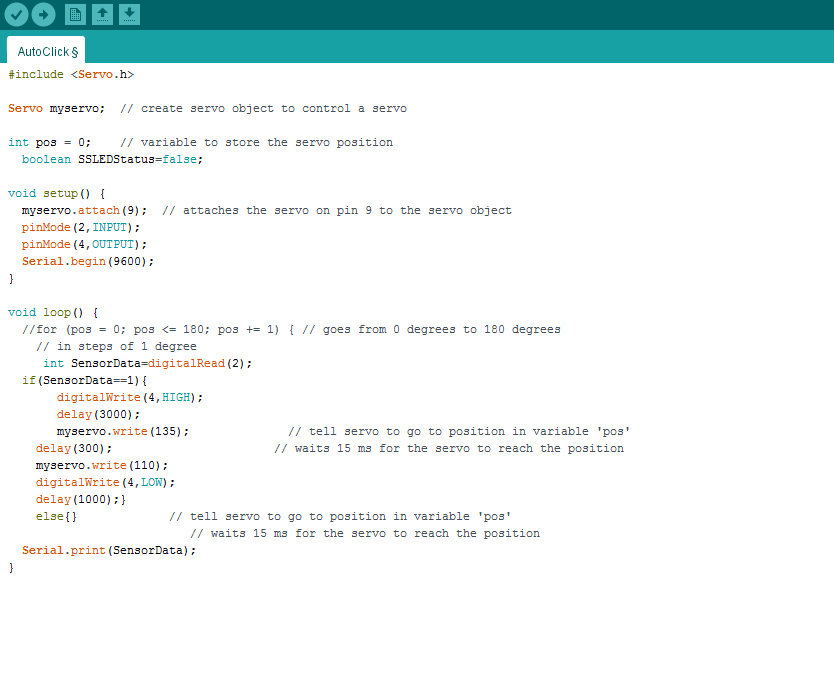 AutoClick §
#include <Servo.h>
Servo myservo;  // create servo object to control a servo
int pos = 0;    // variable to store the servo position
  boolean SSLEDStatus=false;
void setup() {
  myservo.attach(9);  // attaches the servo on pin 9 to the servo object
  pinMode(2,INPUT);
  pinMode(4,OUTPUT);
  Serial.begin(9600);
}
void loop() {
  //for (pos = 0; pos <= 180; pos += 1) { // goes from 0 degrees to 180 degrees
    // in steps of 1 degree
     int SensorData=digitalRead(2);
  if(SensorData==1){
       digitalWrite(4,HIGH);
       delay(3000);
       myservo.write(135);              // tell servo to go to position in variable 'pos'
    delay(300);                       // waits 15 ms for the servo to reach the position
    myservo.write(110);
    digitalWrite(4,LOW);
    delay(1000);}
    else{}             // tell servo to go to position in variable 'pos'
                          // waits 15 ms for the servo to reach the position
  Serial.print(SensorData);
}